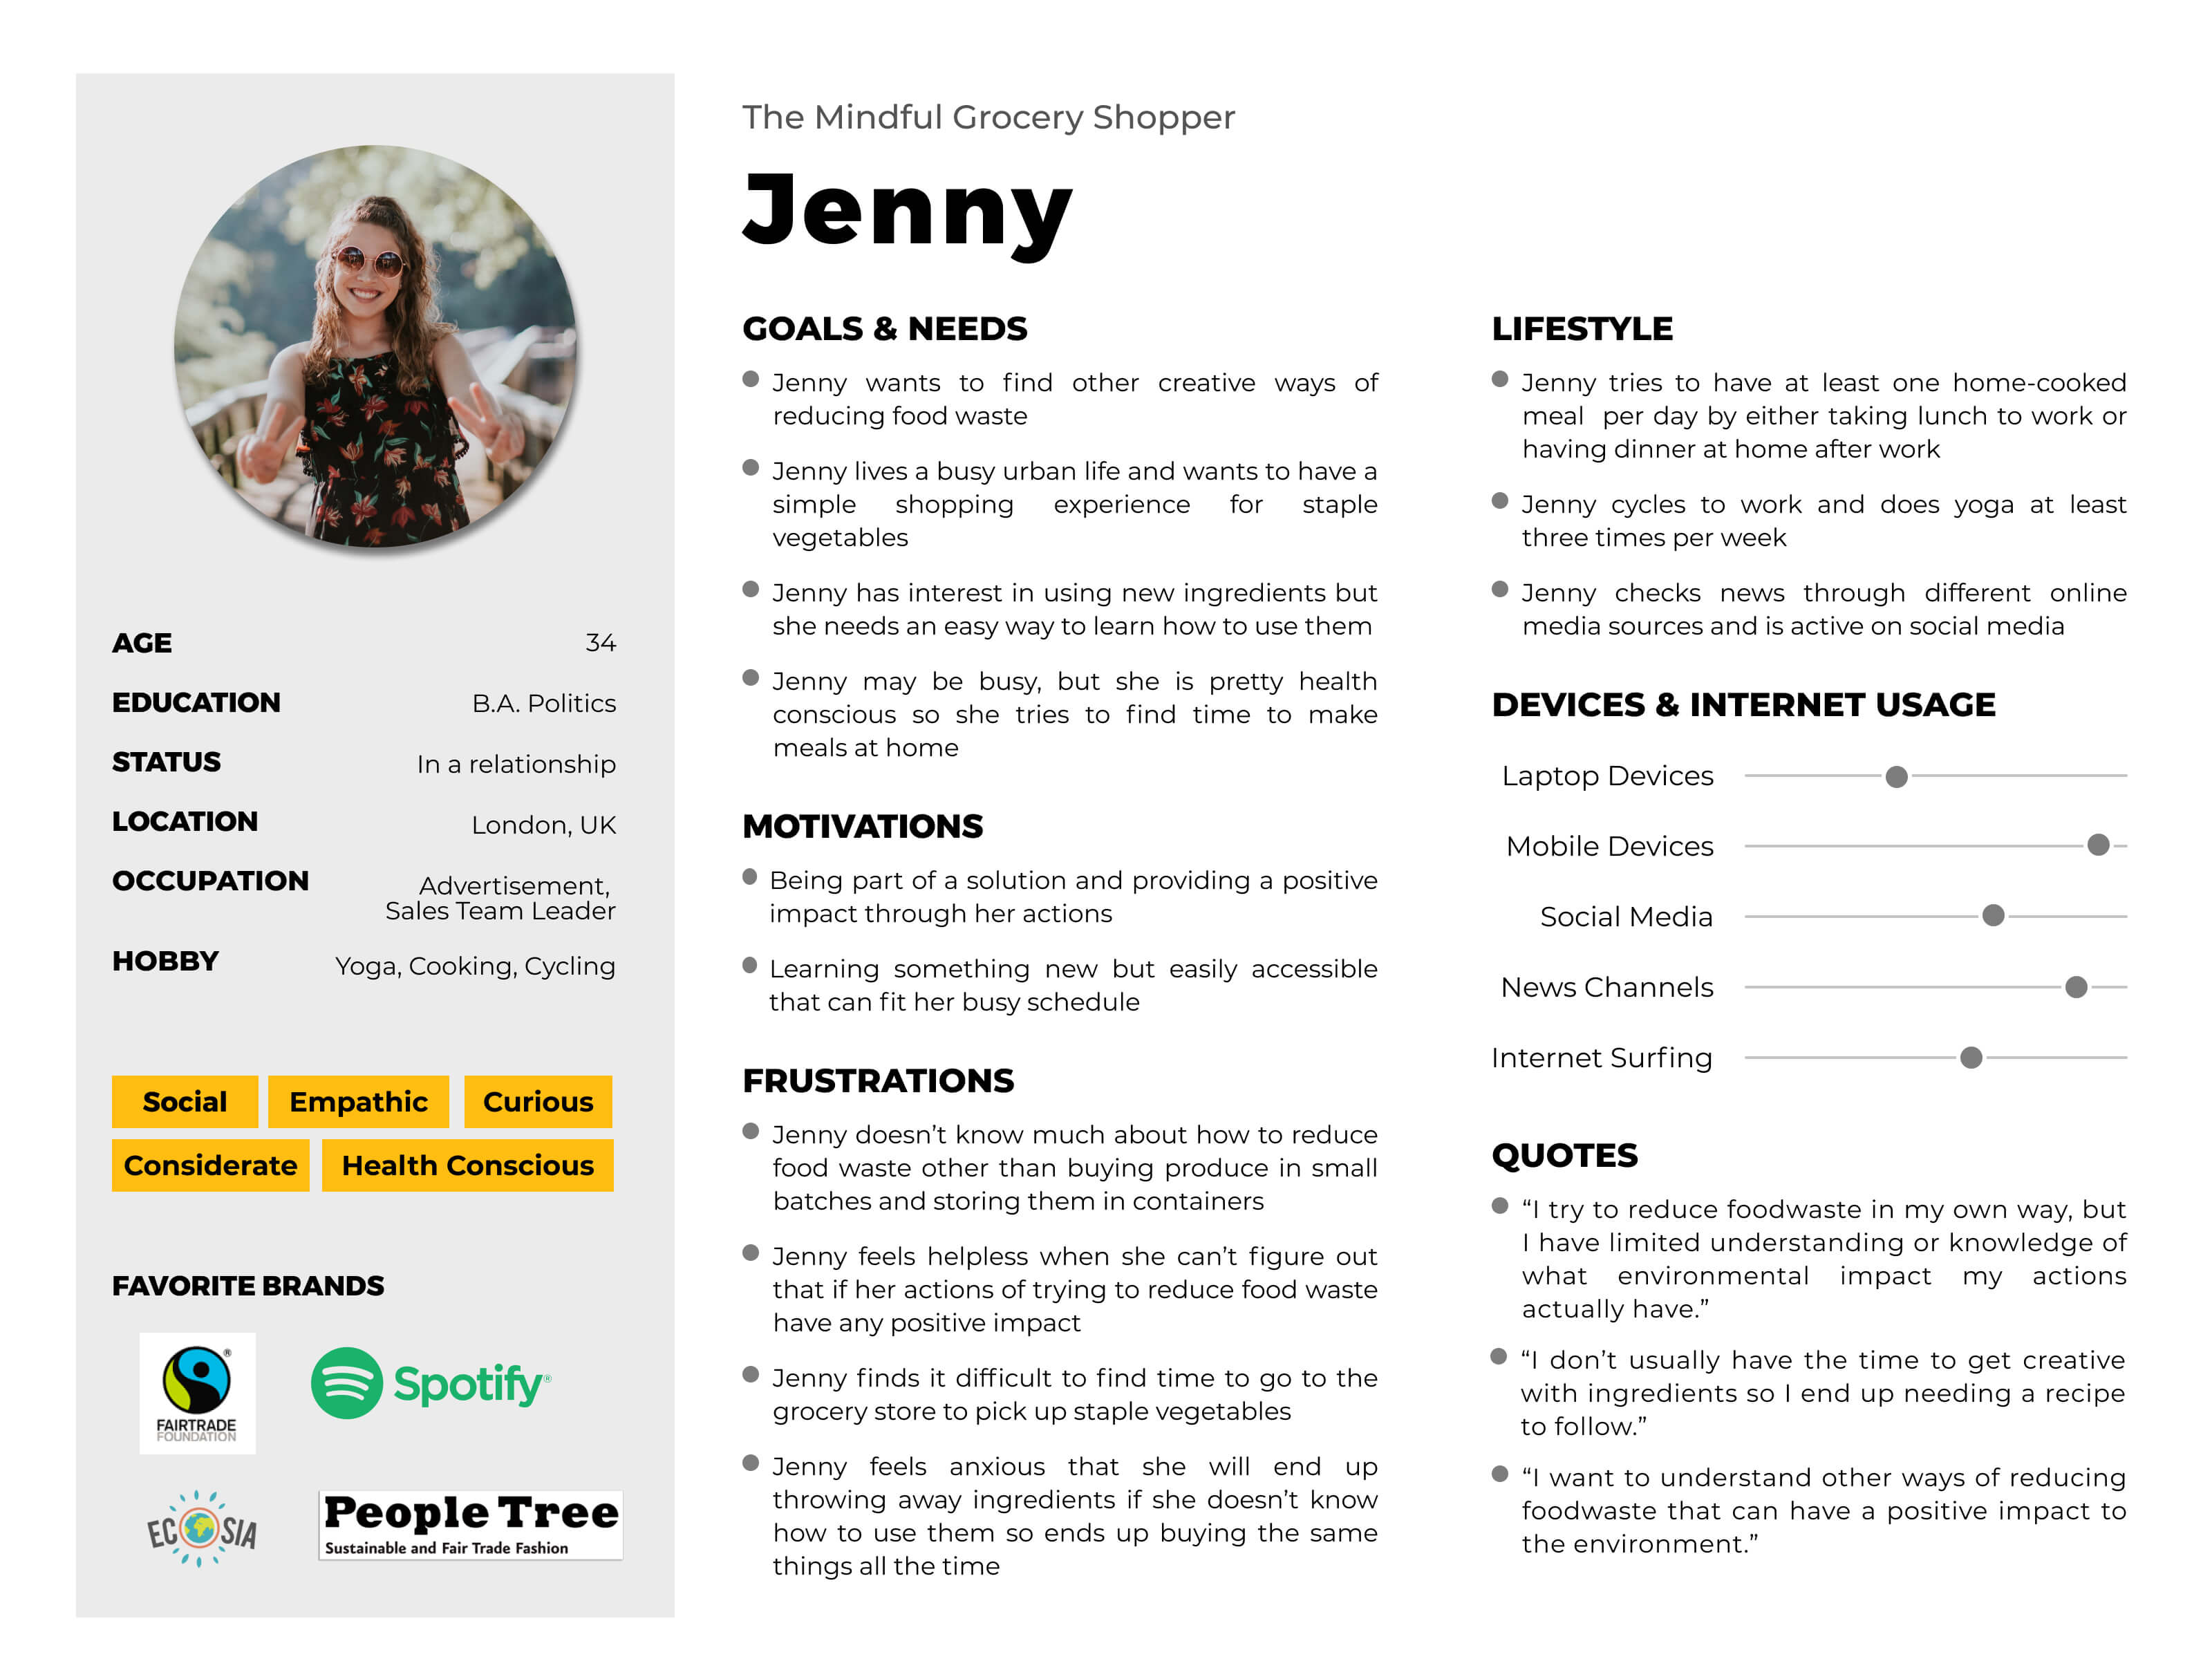 The Mindful Grocery Shopper
Jenny
AGE 34
EDUCATION B.A. Politics
STATUS In a relationship
LOCATION London, UK
OCCUPATION Advertisement,
Sales Team Leader
HOBBY Yoga, Cooking, Cycling
Social Empathic Curious
Considerate Health Conscious
FAVORITE BRANDS
®
FAIRTRADE
FOUNDATION
Spotify®
ECOSIA
People Tree
Sustainable and Fair Trade Fashion
GOALS & NEEDS
Jenny wants to find other creative ways of
reducing food waste
Jenny lives a busy urban life and wants to have a
simple shopping experience for staple
vegetables
Jenny has interest in using new ingredients but
she needs an easy way to learn how to use them
Jenny may be busy, but she is pretty health
conscious so she tries to find time to make
meals at home
MOTIVATIONS
Being part of a solution and providing a positive
impact through her actions
Learning something new but easily accessible
that can fit her busy schedule
FRUSTRATIONS
Jenny doesn’t know much about how to reduce
food waste other than buying produce in small
batches and storing them in containers
Jenny feels helpless when she can’t figure out
that if her actions of trying to reduce food waste
have any positive impact
Jenny finds it difficult to find time to go to the
grocery store to pick up staple vegetables
Jenny feels anxious that she will end up
throwing away ingredients if she doesn’t know
how to use them so ends up buying the same
things all the time
LIFESTYLE
Jenny tries to have at least one home-cooked
meal per day by either taking lunch to work or
having dinner at home after work
Jenny cycles to work and does yoga at least
three times per week
Jenny checks news through different online
media sources and is active on social media
DEVICES & INTERNET USAGE
Laptop Devices
Mobile Devices
Social Media
News Channels
Internet Surfing
QUOTES
“I try to reduce foodwaste in my own way, but
I have limited understanding or knowledge of
what environmental impact my actions
actually have.”
“I don’t usually have the time to get creative
with ingredients so I end up needing a recipe
to follow.”
“I want to understand other ways of reducing
foodwaste that can have a positive impact to
the environment.”